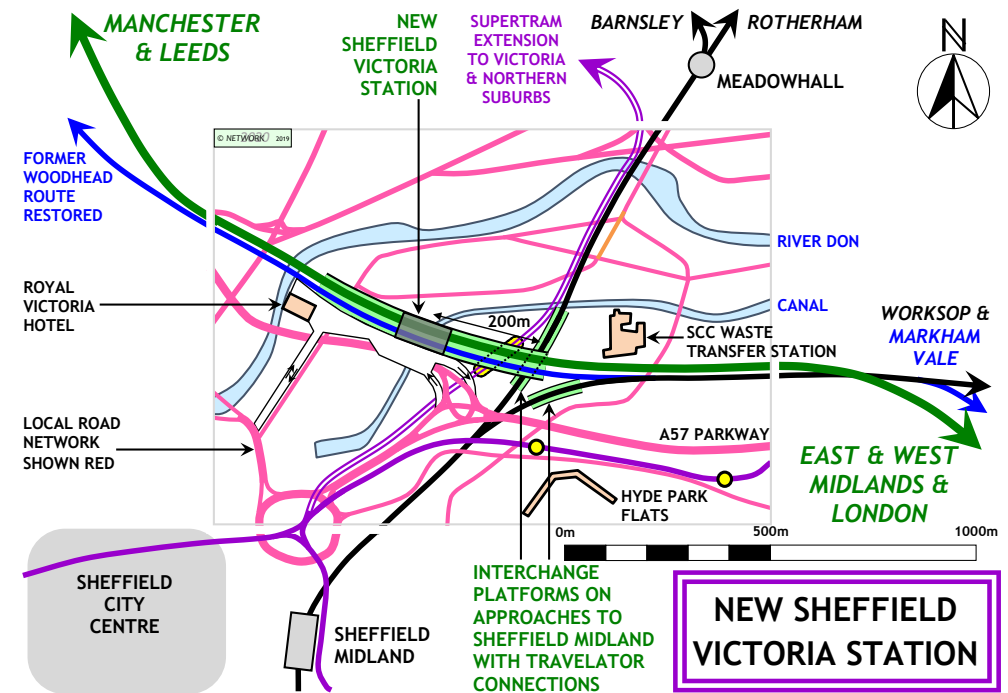 MANCHESTER
& LEEDS
NEW
SHEFFIELD
VICTORIA
STATION
SUPERTRAM
EXTENSION
TO VICTORIA
& NORTHERN
SUBURBS
BARNSLEY
ROTHERHAM
MEADOWHALL
N
© NETWORK 2020 2019
FORMER
WOODHEAD
ROUTE
RESTORED
RIVER DON
CANAL
ROYAL
VICTORIA
HOTEL
200m
SCC WASTE
TRANSFER STATION
WORKSOP &
MARKHAM
VALE
LOCAL ROAD
NETWORK
SHOWN RED
A57 PARKWAY
EAST & WEST
MIDLANDS &
LONDON
HYDE PARK
FLATS
0m
500m
1000m
SHEFFIELD
CITY
CENTRE
SHEFFIELD
MIDLAND
INTERCHANGE
PLATFORMS ON
APPROACHES TO
SHEFFIELD MIDLAND
WITH TRAVELATOR
CONNECTIONS
NEW SHEFFIELD
VICTORIA STATION